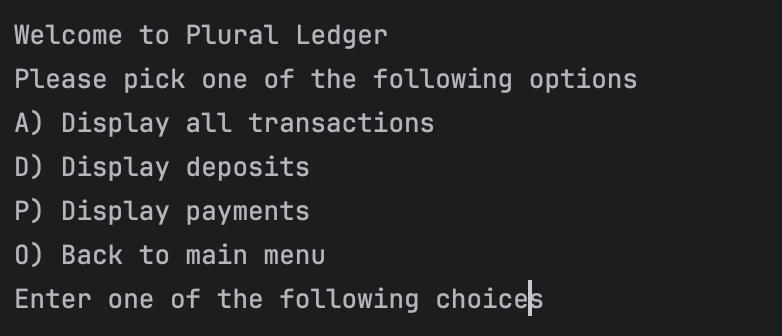 Welcome to Plural Ledger
Please pick one of the following options
A) Display all transactions
D) Display deposits
P) Display payments
O) Back to main menu
Enter one of the following choices